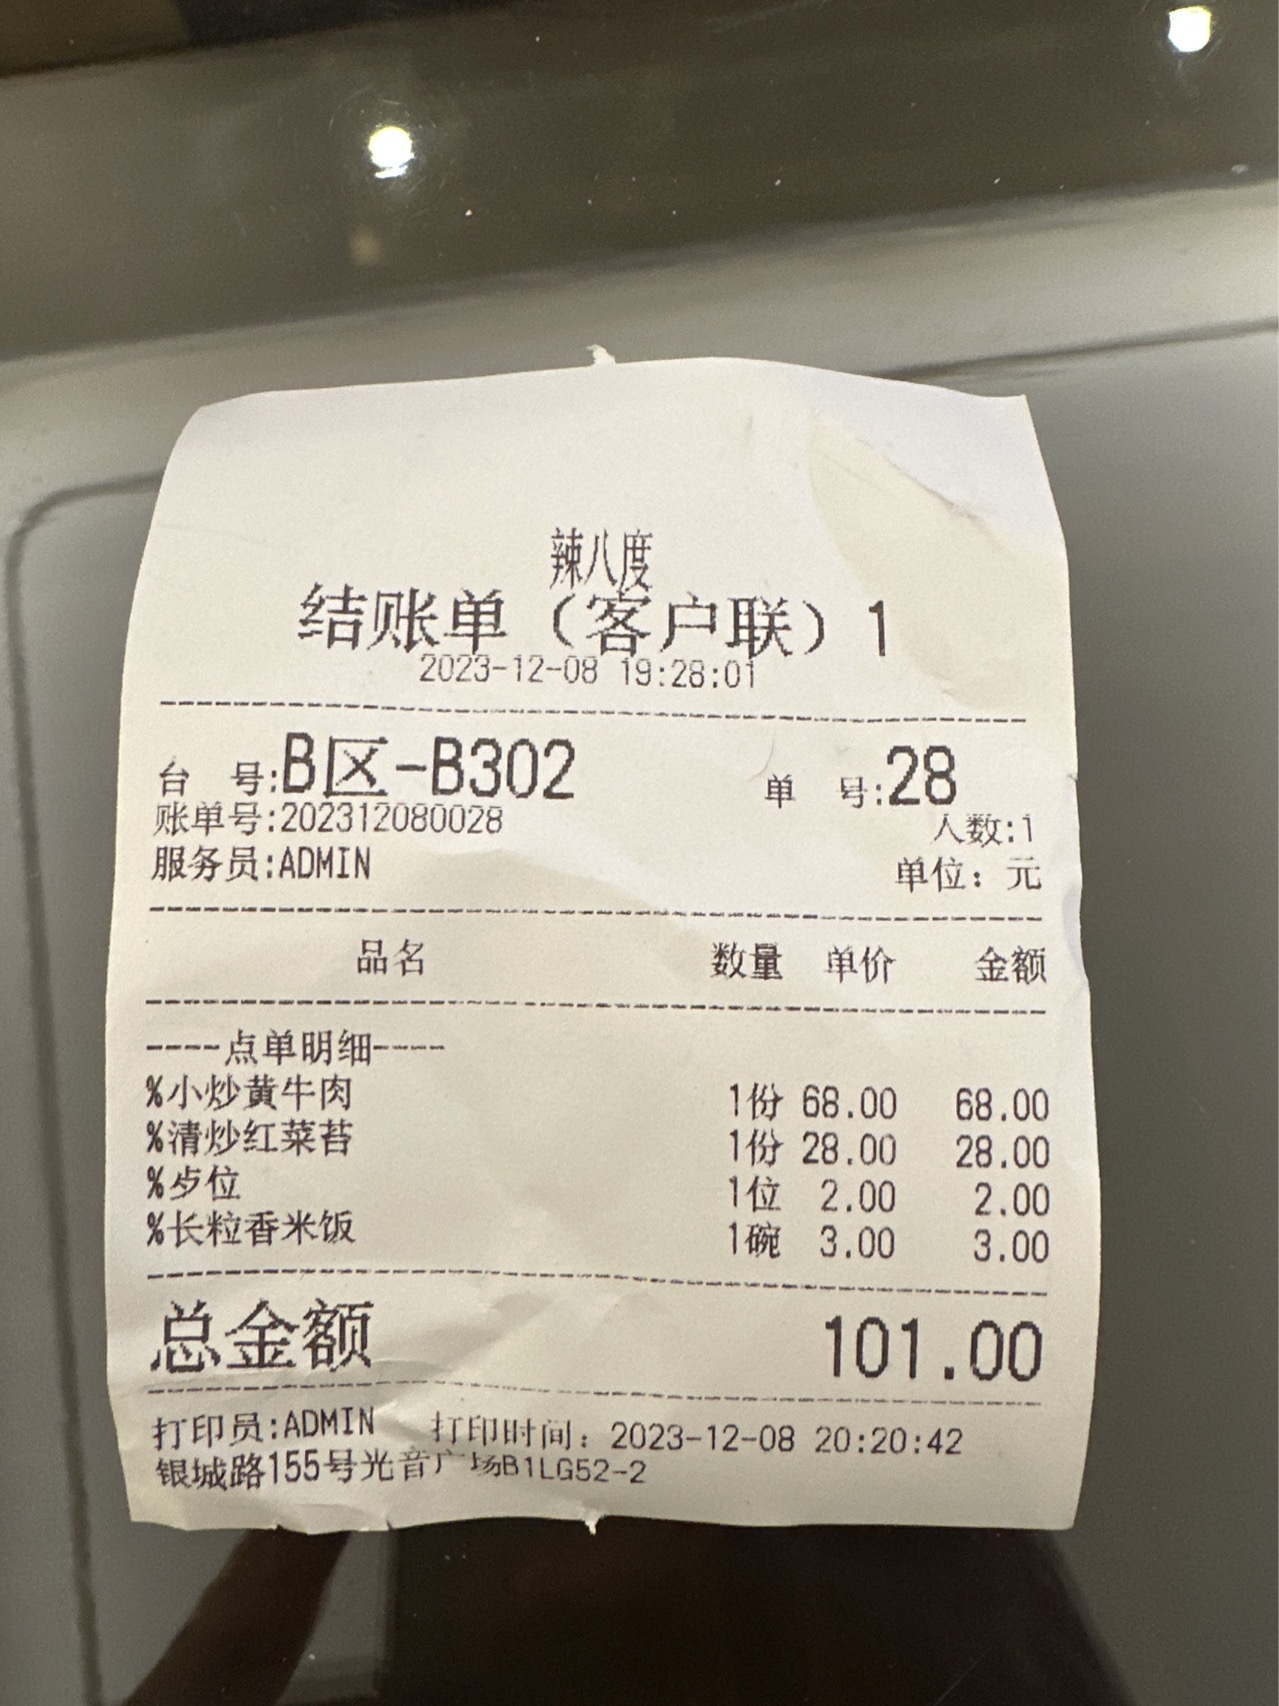 辣八度
结账单（客户联）1
2023-12-08 19:28:01
台 号:B区-B302 单 号:28
账单号:202312080028 人数:1
服务员:ADMIN 单位：元
品名 数量 单价 金额
----点单明细----
%小炒黄牛肉 1份 68.00 68.00
%清炒红菜苔 1份 28.00 28.00
%歺位 1位 2.00 2.00
%长粒香米饭 1碗 3.00 3.00
总金额 101.00
打印员:ADMIN 打印时间：2023-12-08 20:20:42
银城路155号光音广场B1LG52-2